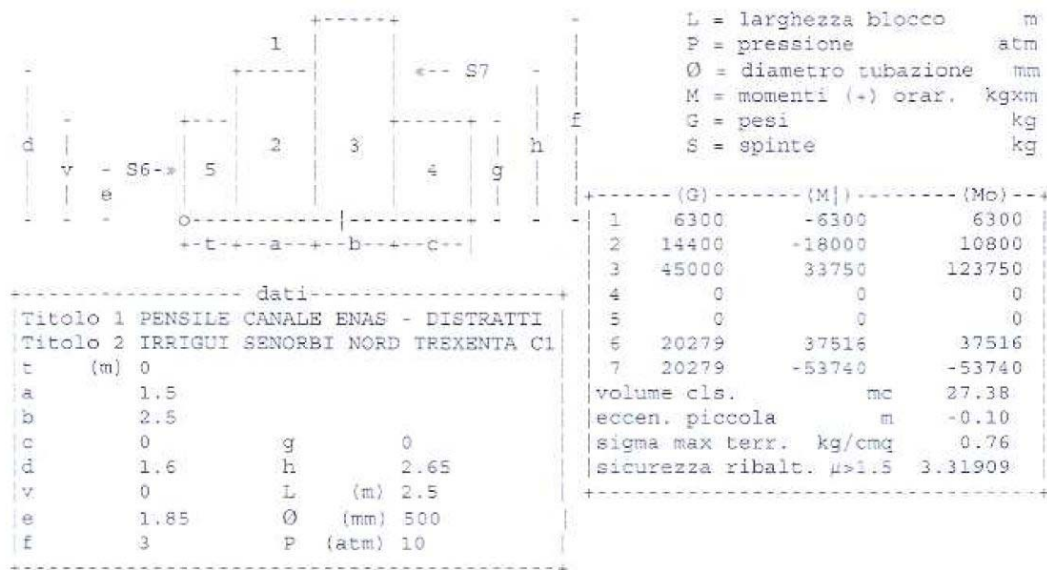 L = larghezza blocco m
P = pressione atm
Ø = diametro tubazione mm
M = momenti (+) orar. kgxm
G = pesi kg
S = spinte kg
1
<-- S7
f
d
v
e
S6-»
5
2
3
4
g
h
+-t-+--a--+--b--+--c--|
dati
Titolo 1 PENSILE CANALE ENAS - DISTRATTI
Titolo 2 IRRIGUI SENORBI NORD TREXENTA C1
t (m) 0
a 1.5
b 2.5
c 0 g 0
d 1.6 h 2.65
v 0 L (m) 2.5
e 1.85 Ø (mm) 500
f 3 P (atm) 10
(G) (M|) (Mo)
1 6300 -6300 6300
2 14400 -18000 10800
3 45000 33750 123750
4 0 0 0
5 0 0 0
6 20279 37516 37516
7 20279 -53740 -53740
volume cls. mc 27.38
eccen. piccola m -0.10
sigma max terr. kg/cmq 0.76
sicurezza ribalt. µ>1.5 3.31909